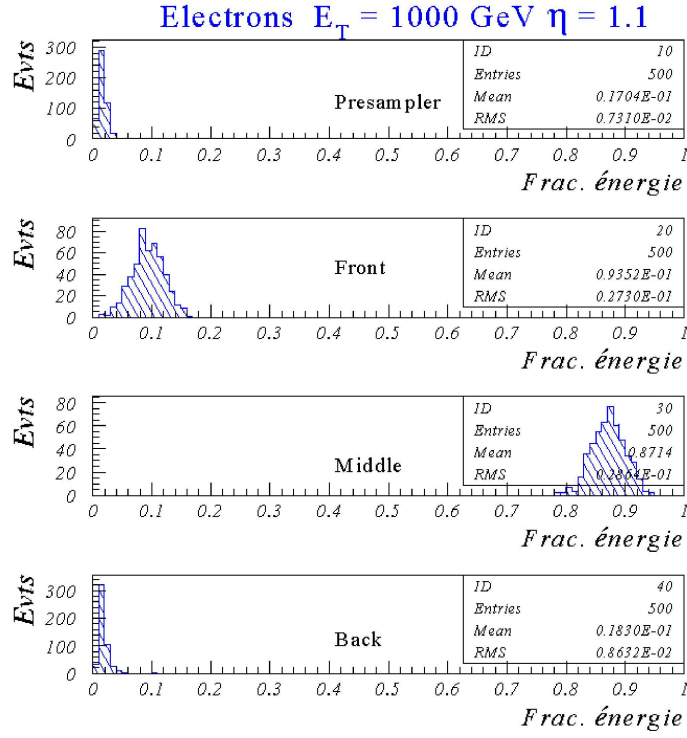 Electrons E_T = 1000 GeV η = 1.1
Evts
300
200
100
0
Presampler
ID 10
Entries 500
Mean 0.1704E-01
RMS 0.7310E-02
0 0.1 0.2 0.3 0.4 0.5 0.6 0.7 0.8 0.9 1
Frac. énergie
Evts
80
60
40
20
0
Front
ID 20
Entries 500
Mean 0.9352E-01
RMS 0.2730E-01
0 0.1 0.2 0.3 0.4 0.5 0.6 0.7 0.8 0.9 1
Frac. énergie
Evts
80
60
40
20
0
Middle
ID 30
Entries 500
Mean 0.8714
RMS 0.2864E-01
0 0.1 0.2 0.3 0.4 0.5 0.6 0.7 0.8 0.9 1
Frac. énergie
Evts
300
200
100
0
Back
ID 40
Entries 500
Mean 0.1830E-01
RMS 0.8632E-02
0 0.1 0.2 0.3 0.4 0.5 0.6 0.7 0.8 0.9 1
Frac. énergie